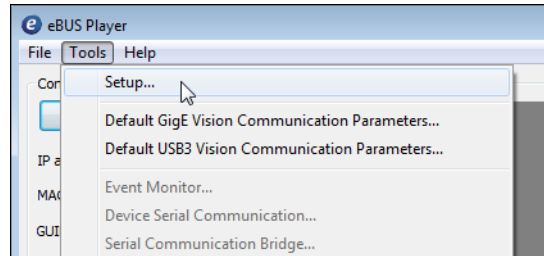 eBUS Player
File Tools Help
Setup...
Default GigE Vision Communication Parameters...
IP a
Default USB3 Vision Communication Parameters...
Event Monitor...
Device Serial Communication...
GUI
Serial Communication Bridge...